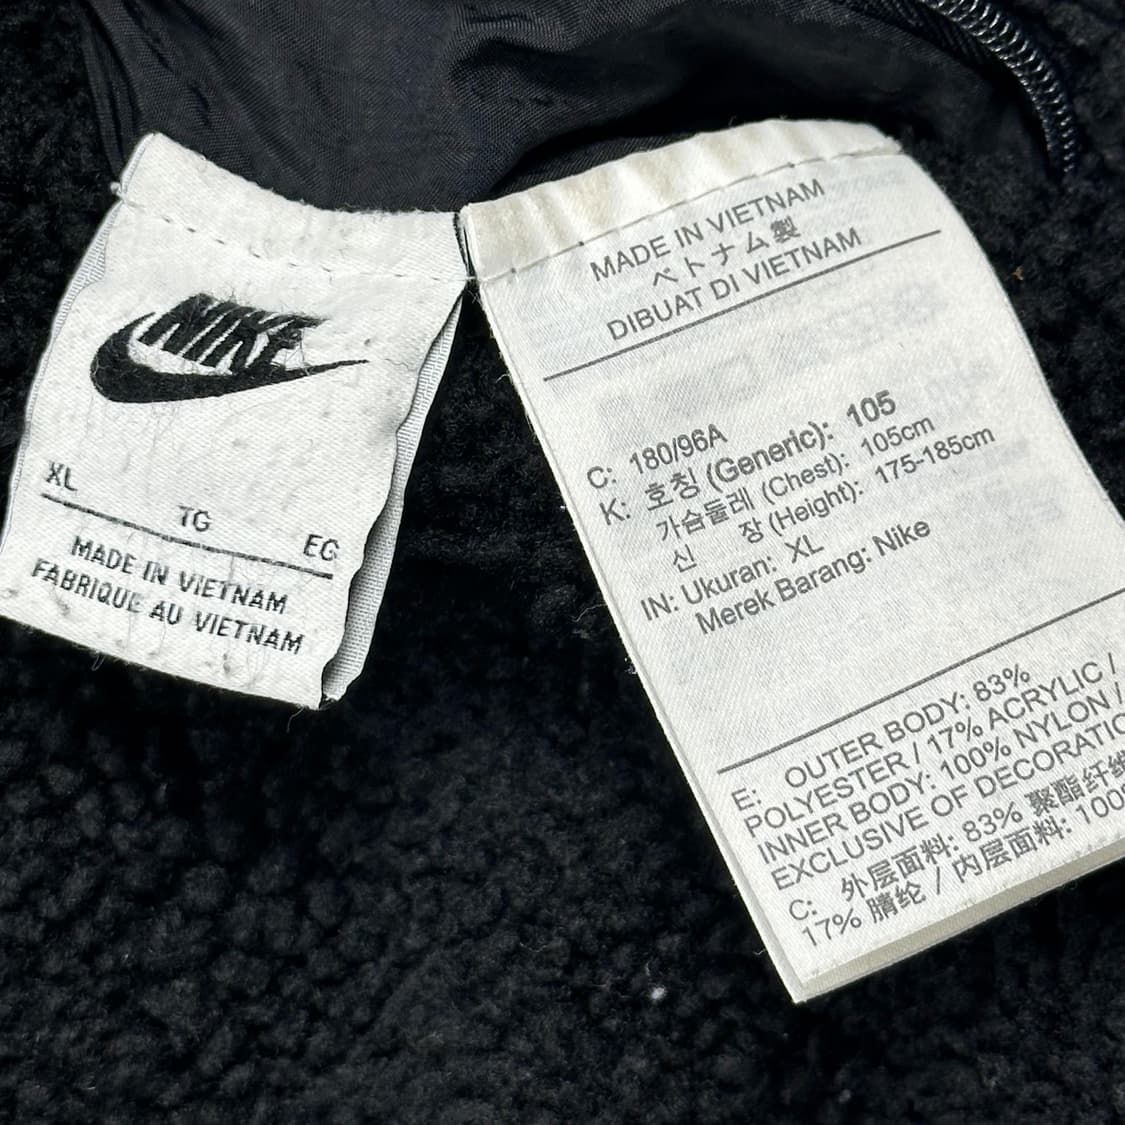 NIKE
XL
TG
EG
MADE IN VIETNAM
FABRIQUE AU VIETNAM
MADE IN VIETNAM
ベトナム製
DIBUAT DI VIETNAM
C: 180/96A
K: 호칭 (Generic): 105
가슴둘레 (Chest): 105cm
신 장 (Height): 175-185cm
IN: Ukuran: XL
Merek Barang: Nike
E: OUTER BODY: 83%
POLYESTER / 17% ACRYLIC /
INNER BODY: 100% NYLON /
EXCLUSIVE OF DECORATIO
C: 外层面料: 83% 聚酯纤维
17% 腈纶 / 内层面料: 100%